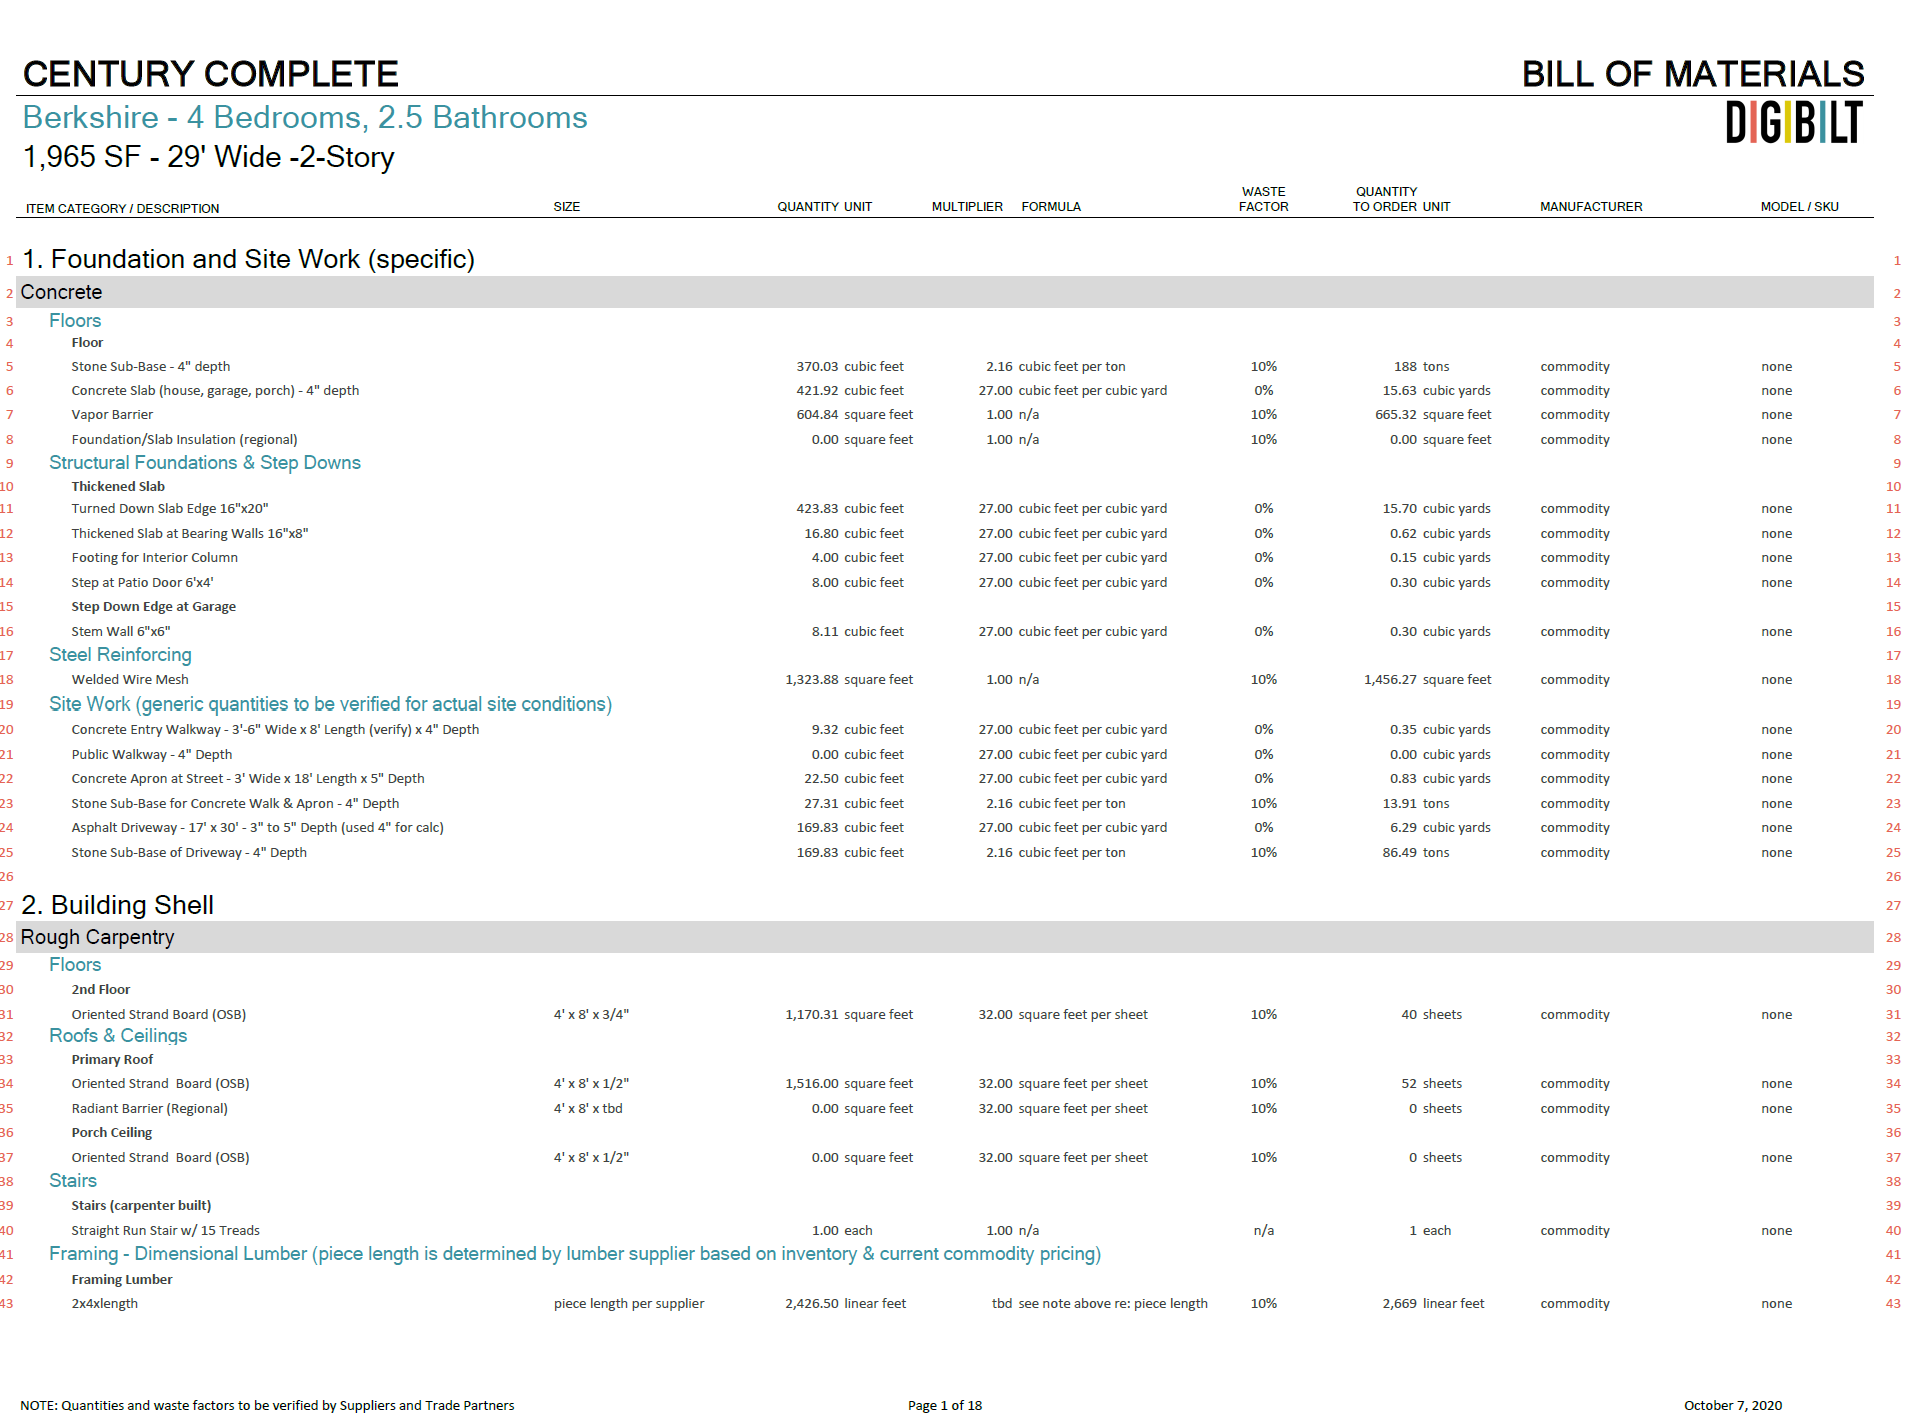 CENTURY COMPLETE BILL OF MATERIALS
Berkshire - 4 Bedrooms, 2.5 Bathrooms DIGIBILT
1,965 SF - 29' Wide -2-Story
ITEM CATEGORY / DESCRIPTION SIZE QUANTITY UNIT MULTIPLIER FORMULA WASTE FACTOR QUANTITY TO ORDER UNIT MANUFACTURER MODEL / SKU
1 1. Foundation and Site Work (specific) 1
2 Concrete 2
3 Floors 3
4 Floor 4
5 Stone Sub-Base - 4" depth 370.03 cubic feet 2.16 cubic feet per ton 10% 188 tons commodity none 5
6 Concrete Slab (house, garage, porch) - 4" depth 421.92 cubic feet 27.00 cubic feet per cubic yard 0% 15.63 cubic yards commodity none 6
7 Vapor Barrier 604.84 square feet 1.00 n/a 10% 665.32 square feet commodity none 7
8 Foundation/Slab Insulation (regional) 0.00 square feet 1.00 n/a 10% 0.00 square feet commodity none 8
9 Structural Foundations & Step Downs 9
10 Thickened Slab 10
11 Turned Down Slab Edge 16"x20" 423.83 cubic feet 27.00 cubic feet per cubic yard 0% 15.70 cubic yards commodity none 11
12 Thickened Slab at Bearing Walls 16"x8" 16.80 cubic feet 27.00 cubic feet per cubic yard 0% 0.62 cubic yards commodity none 12
13 Footing for Interior Column 4.00 cubic feet 27.00 cubic feet per cubic yard 0% 0.15 cubic yards commodity none 13
14 Step at Patio Door 6'x4' 8.00 cubic feet 27.00 cubic feet per cubic yard 0% 0.30 cubic yards commodity none 14
15 Step Down Edge at Garage 15
16 Stem Wall 6"x6" 8.11 cubic feet 27.00 cubic feet per cubic yard 0% 0.30 cubic yards commodity none 16
17 Steel Reinforcing 17
18 Welded Wire Mesh 1,323.88 square feet 1.00 n/a 10% 1,456.27 square feet commodity none 18
19 Site Work (generic quantities to be verified for actual site conditions) 19
20 Concrete Entry Walkway - 3'-6" Wide x 8' Length (verify) x 4" Depth 9.32 cubic feet 27.00 cubic feet per cubic yard 0% 0.35 cubic yards commodity none 20
21 Public Walkway - 4" Depth 0.00 cubic feet 27.00 cubic feet per cubic yard 0% 0.00 cubic yards commodity none 21
22 Concrete Apron at Street - 3' Wide x 18' Length x 5" Depth 22.50 cubic feet 27.00 cubic feet per cubic yard 0% 0.83 cubic yards commodity none 22
23 Stone Sub-Base for Concrete Walk & Apron - 4" Depth 27.31 cubic feet 2.16 cubic feet per ton 10% 13.91 tons commodity none 23
24 Asphalt Driveway - 17' x 30' - 3" to 5" Depth (used 4" for calc) 169.83 cubic feet 27.00 cubic feet per cubic yard 0% 6.29 cubic yards commodity none 24
25 Stone Sub-Base of Driveway - 4" Depth 169.83 cubic feet 2.16 cubic feet per ton 10% 86.49 tons commodity none 25
26 26
27 2. Building Shell 27
28 Rough Carpentry 28
29 Floors 29
30 2nd Floor 30
31 Oriented Strand Board (OSB) 4' x 8' x 3/4" 1,170.31 square feet 32.00 square feet per sheet 10% 40 sheets commodity none 31
32 Roofs & Ceilings 32
33 Primary Roof 33
34 Oriented Strand Board (OSB) 4' x 8' x 1/2" 1,516.00 square feet 32.00 square feet per sheet 10% 52 sheets commodity none 34
35 Radiant Barrier (Regional) 4' x 8' x tbd 0.00 square feet 32.00 square feet per sheet 10% 0 sheets commodity none 35
36 Porch Ceiling 36
37 Oriented Strand Board (OSB) 4' x 8' x 1/2" 0.00 square feet 32.00 square feet per sheet 10% 0 sheets commodity none 37
38 Stairs 38
39 Stairs (carpenter built) 39
40 Straight Run Stair w/ 15 Treads 1.00 each 1.00 n/a n/a 1 each commodity none 40
41 Framing - Dimensional Lumber (piece length is determined by lumber supplier based on inventory & current commodity pricing) 41
42 Framing Lumber 42
43 2x4xlength piece length per supplier 2,426.50 linear feet tbd see note above re: piece length 10% 2,669 linear feet commodity none 43
NOTE: Quantities and waste factors to be verified by Suppliers and Trade Partners Page 1 of 18 October 7, 2020